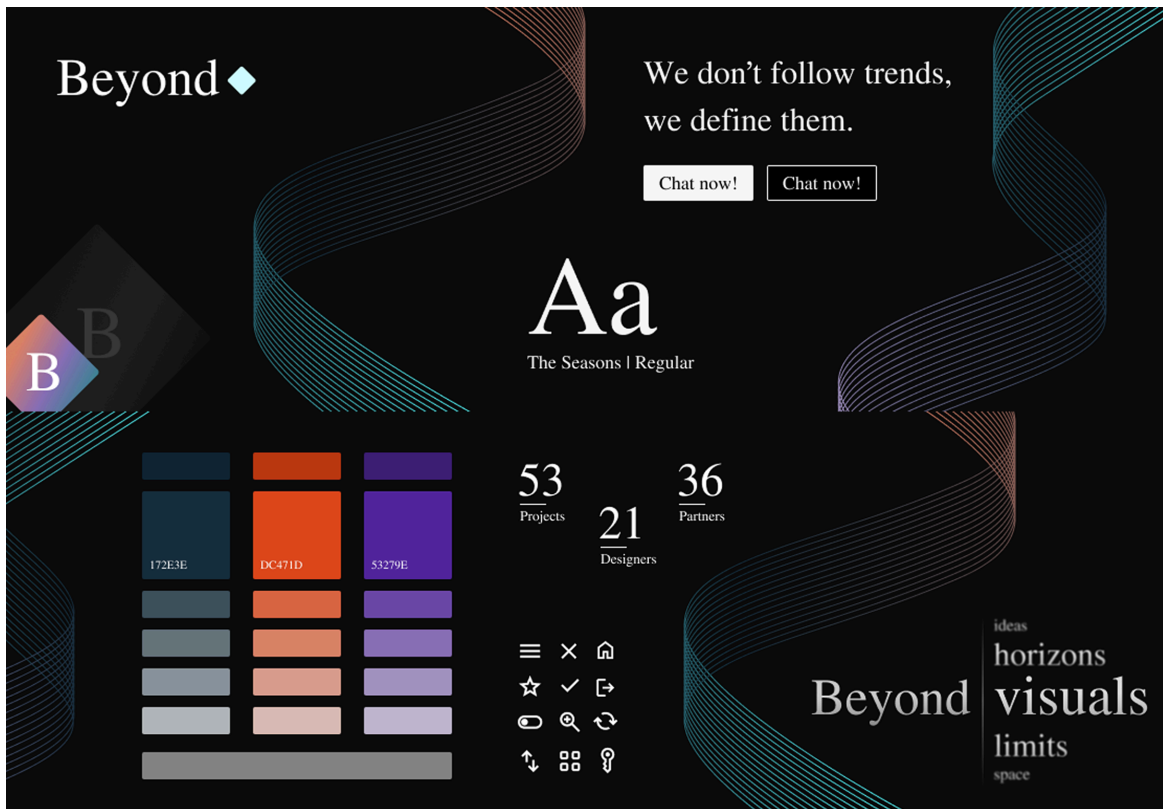 Beyond
We don’t follow trends,
we define them.
Chat now!
Chat now!
B
B
Aa
The Seasons | Regular
172E3E
DC471D
53279E
53
Projects
21
Designers
36
Partners
Beyond
ideas
horizons
visuals
limits
space